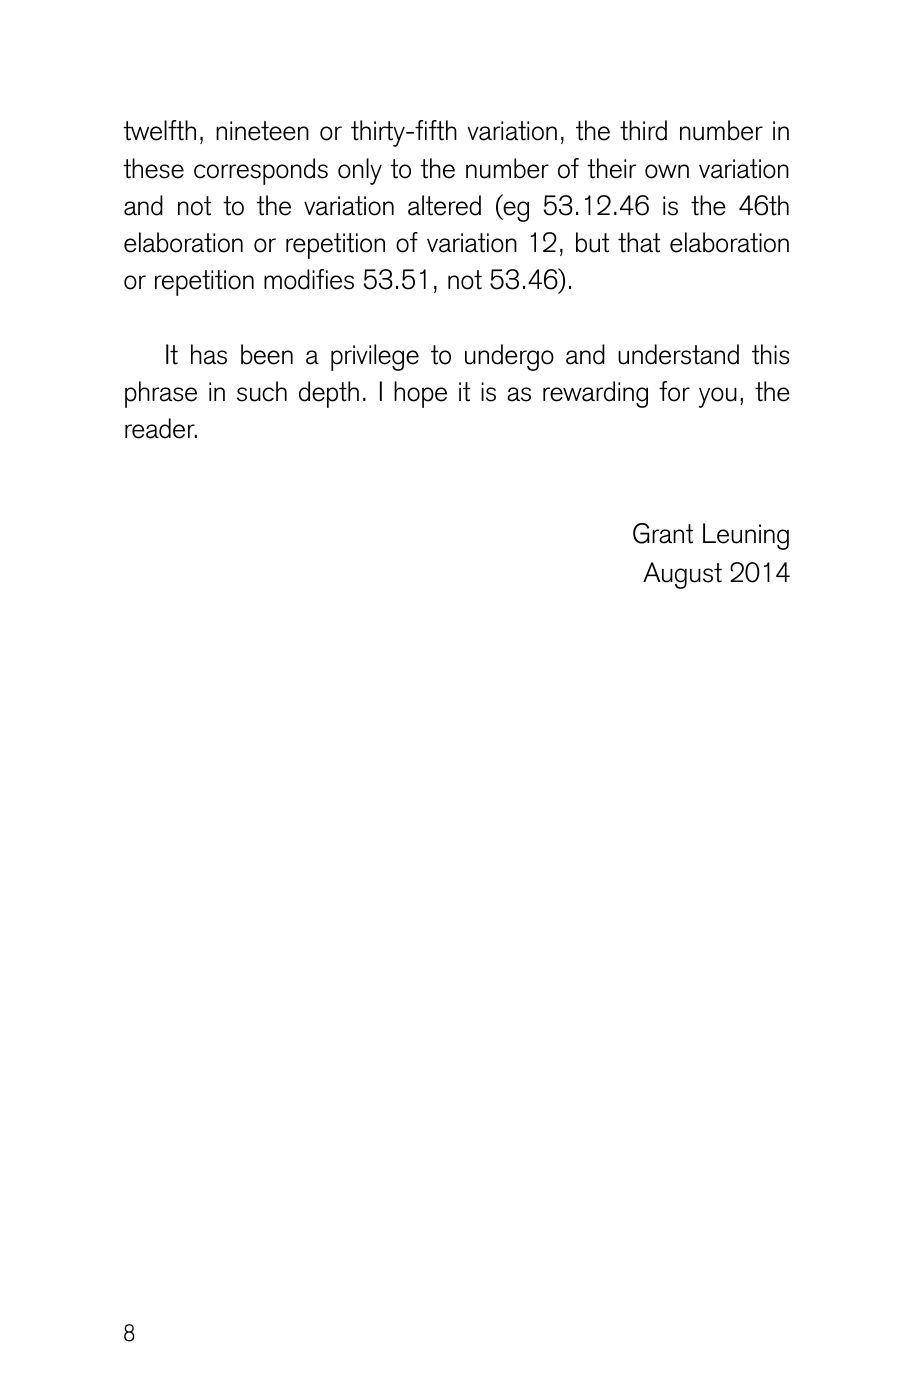 twelfth, nineteen or thirty-fifth variation, the third number in
these corresponds only to the number of their own variation
and not to the variation altered (eg 53.12.46 is the 46th
elaboration or repetition of variation 12, but that elaboration
or repetition modifies 53.51, not 53.46).
It has been a privilege to undergo and understand this
phrase in such depth. I hope it is as rewarding for you, the
reader.
Grant Leuning
August 2014
8